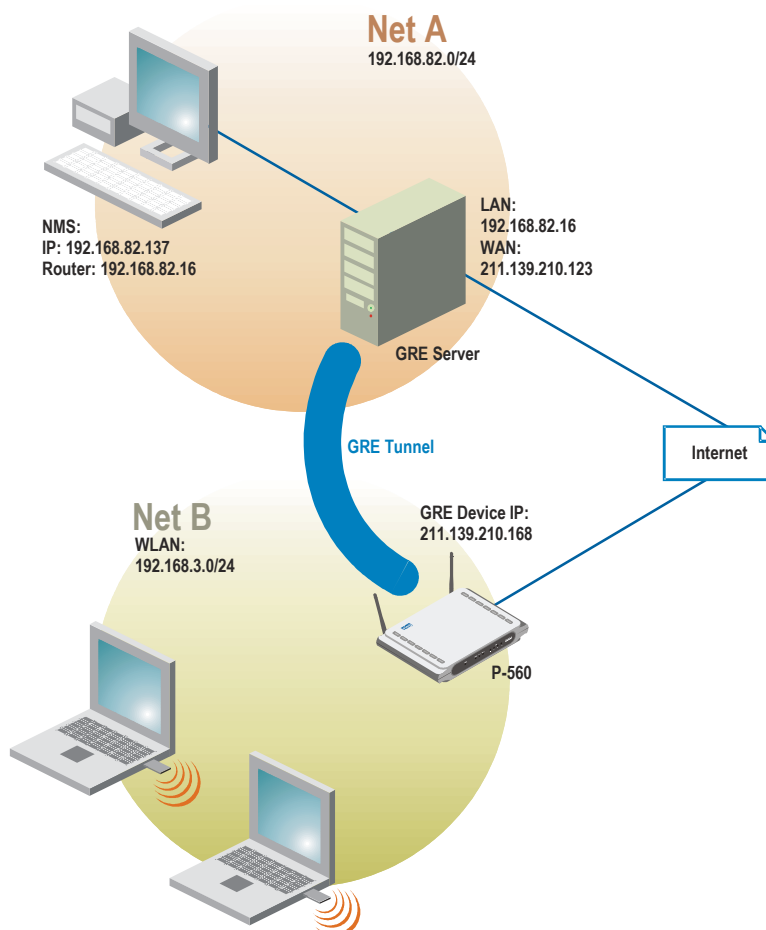 Net A
192.168.82.0/24
NMS:
IP: 192.168.82.137
Router: 192.168.82.16
LAN:
192.168.82.16
WAN:
211.139.210.123
GRE Server
GRE Tunnel
Internet
Net B
WLAN:
192.168.3.0/24
GRE Device IP:
211.139.210.168
P-560